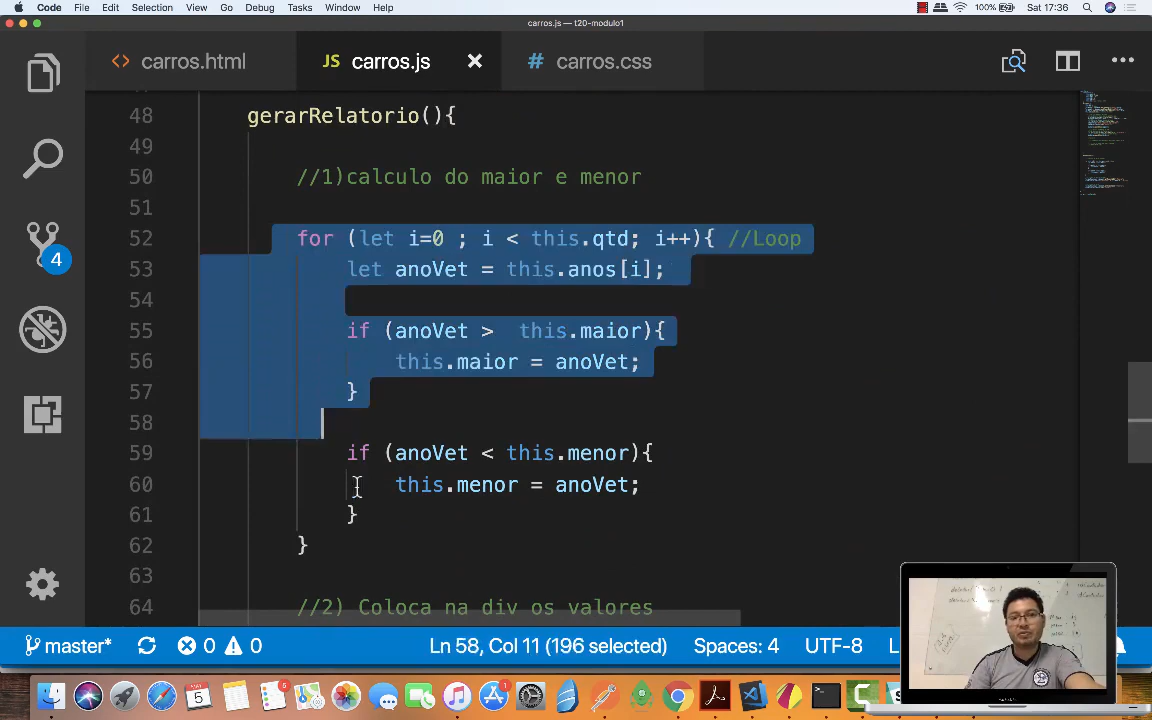 Code File Edit Selection View Go Debug Tasks Window Help 100% Sat 17:36
carros.js — t20-modulo1
carros.html JS carros.js # carros.css
48 gerarRelatorio(){
49
50 //1)calculo do maior e menor
51
52 for (let i=0 ; i < this.qtd; i++){ //Loop
53 let anoVet = this.anos[i];
54
55 if (anoVet >  this.maior){
56 this.maior = anoVet;
57 }
58
59 if (anoVet < this.menor){
60 this.menor = anoVet;
61 }
62 }
63
64 //2) Coloca na div os valores
4
master* 0 0 Ln 58, Col 11 (196 selected) Spaces: 4 UTF-8